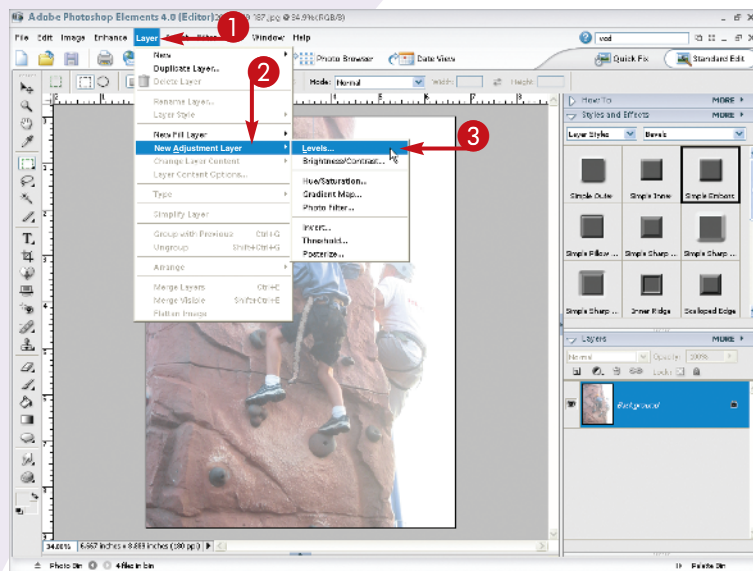 Adobe Photoshop Elements 4.0 (Editor)
187.jpg @ 34.9%(RGB/8)
1
File Edit Image Enhance Layer Window Help
vod
New
Photo Browser
Date View
Quick Fix
Standard Edit
Duplicate Layer...
Delete Layer
2
Mode: Normal
Width:
Height:
Rename Layer...
Layer Style
How To
MORE
Styles and Effects
MORE
New Fill Layer
Layer Styles
Bevels
New Adjustment Layer
Levels...
3
Change Layer Content
Brightness/Contrast...
Layer Content Options...
Hue/Saturation...
Type
Gradient Map...
Simple Outer
Simple Inner
Simple Emboss
Photo Filter...
Simplify Layer
Invert...
Group with Previous Ctrl+G
Threshold...
Ungroup Shift+Ctrl+G
Posterize...
Simple Pillow ...
Simple Sharp ...
Simple Sharp ...
Arrange
Merge Layers Ctrl+E
Merge Visible Shift+Ctrl+E
Flatten Image
Simple Sharp ...
Inner Ridge
Scalloped Edge
Layers
MORE
Normal
Opacity: 100%
Lock:
Background
34.88% 6.667 inches x 8.889 inches (180 ppi)
Photo Bin
4 files in bin
Palette Bin